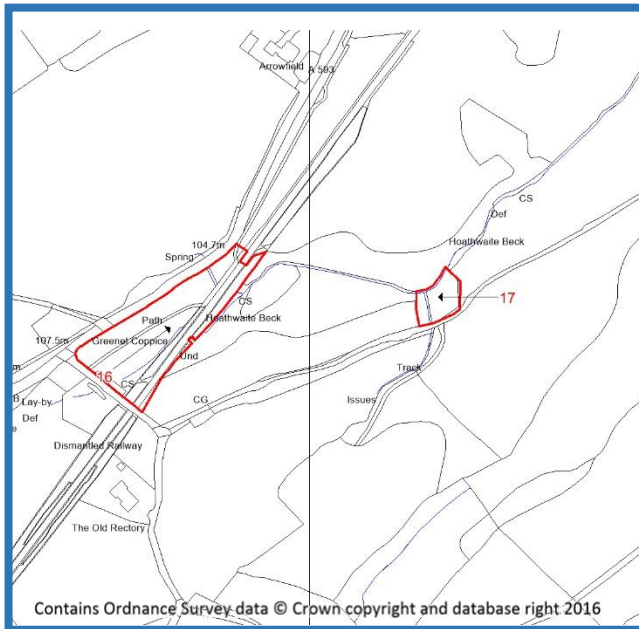 Arrowfield
A 593
CS
Def
104.7m
Hoathwaite Beck
Spring
17
CS
Path
Hoathwaite Beck
107.5m
Greenet Coppice
Und
16
CS
Track
Lay-by
CG
Issues
Def
Dismantled Railway
The Old Rectory
Contains Ordnance Survey data © Crown copyright and database right 2016